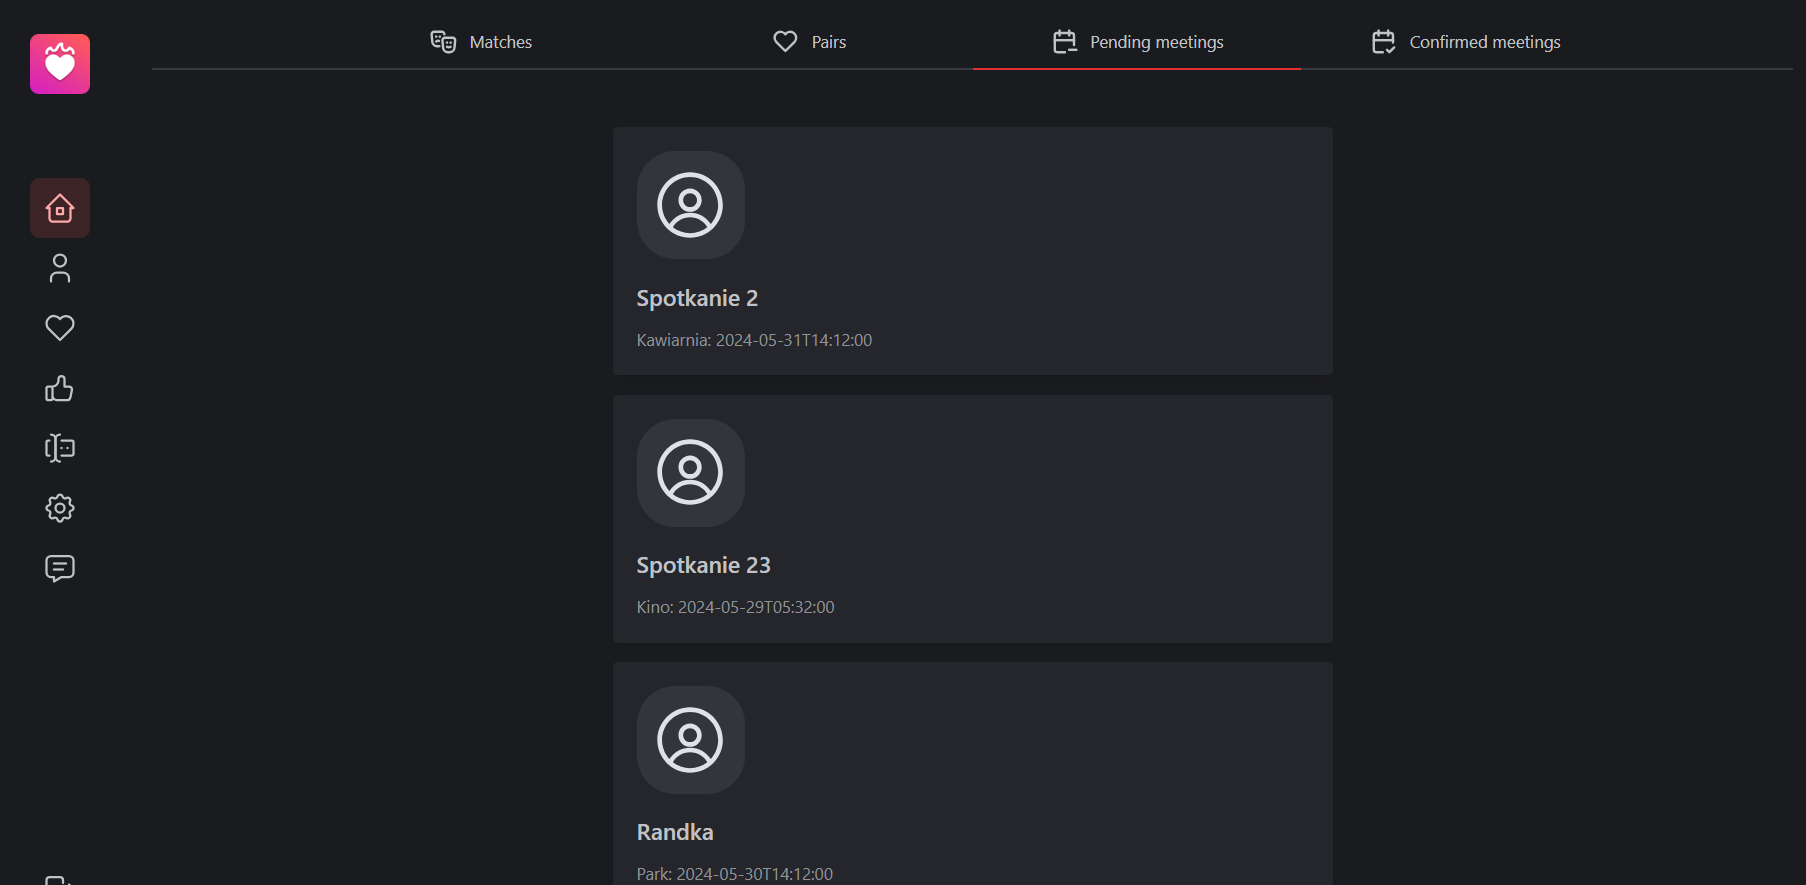 Matches
Pairs
Pending meetings
Confirmed meetings
Spotkanie 2
Kawiarnia: 2024-05-31T14:12:00
Spotkanie 23
Kino: 2024-05-29T05:32:00
Randka
Park: 2024-05-30T14:12:00